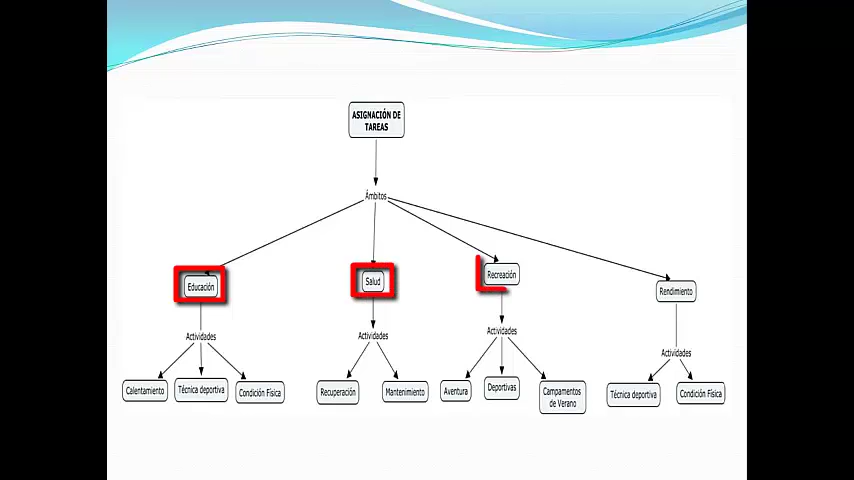 ASIGNACIÓN DE
TAREAS
Ámbitos
Educación
Salud
Recreación
Rendimiento
Actividades
Actividades
Actividades
Actividades
Calentamiento
Técnica deportiva
Condición Física
Recuperación
Mantenimiento
Aventura
Deportivas
Campamentos
de Verano
Técnica deportiva
Condición Física